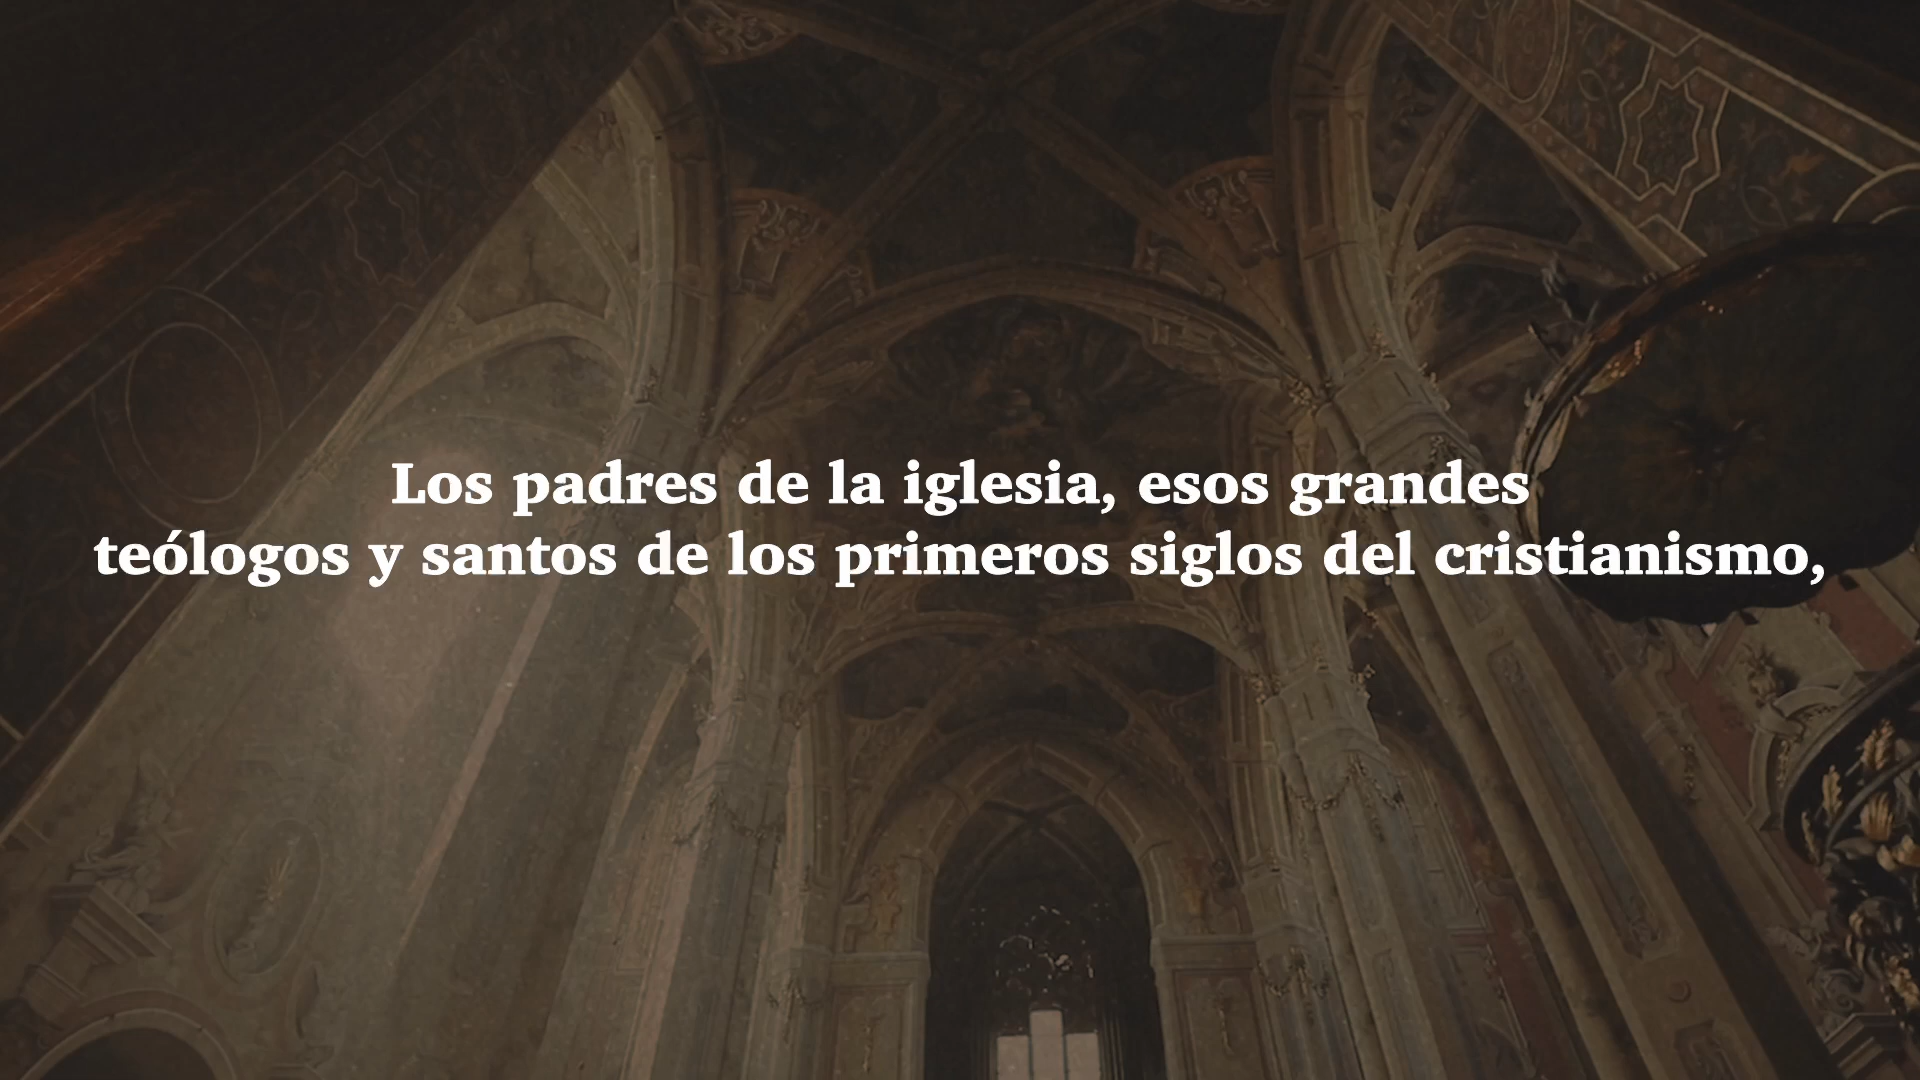 Los padres de la iglesia, esos grandes
teólogos y santos de los primeros siglos del cristianismo,